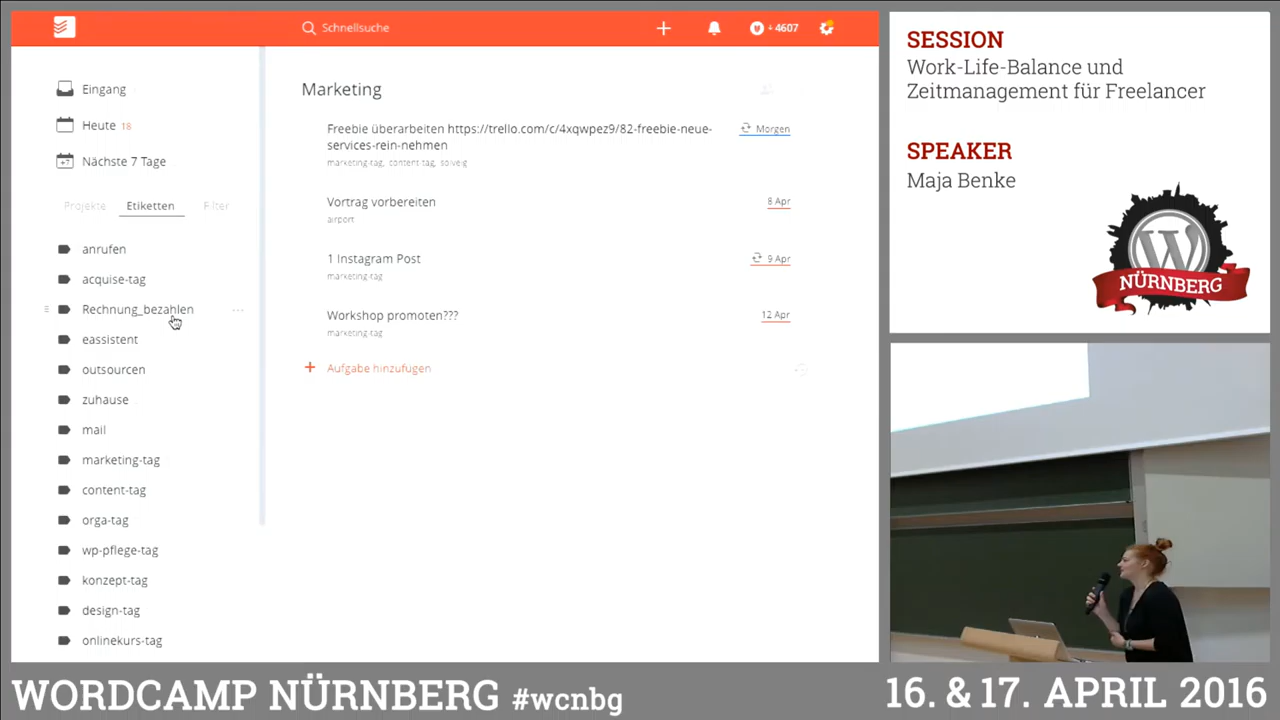 Schnellsuche
4607
Eingang
Heute 18
Nächste 7 Tage
Projekte Etiketten Filter
anrufen
acquise-tag
Rechnung_bezahlen
eassistent
outsourcen
zuhause
mail
marketing-tag
content-tag
orga-tag
wp-pflege-tag
konzept-tag
design-tag
onlinekurs-tag
Marketing
Freebie überarbeiten https://trello.com/c/4xqwpez9/82-freebie-neue-
services-rein-nehmen
Morgen
marketing-tag, content-tag, solveig
Vortrag vorbereiten
8 Apr
airport
1 Instagram Post
9 Apr
marketing-tag
Workshop promoten???
12 Apr
marketing-tag
+ Aufgabe hinzufügen
SESSION
Work-Life-Balance und
Zeitmanagement für Freelancer
SPEAKER
Maja Benke
W
NÜRNBERG
WORDCAMP NÜRNBERG #wcnbg
16. & 17. APRIL 2016